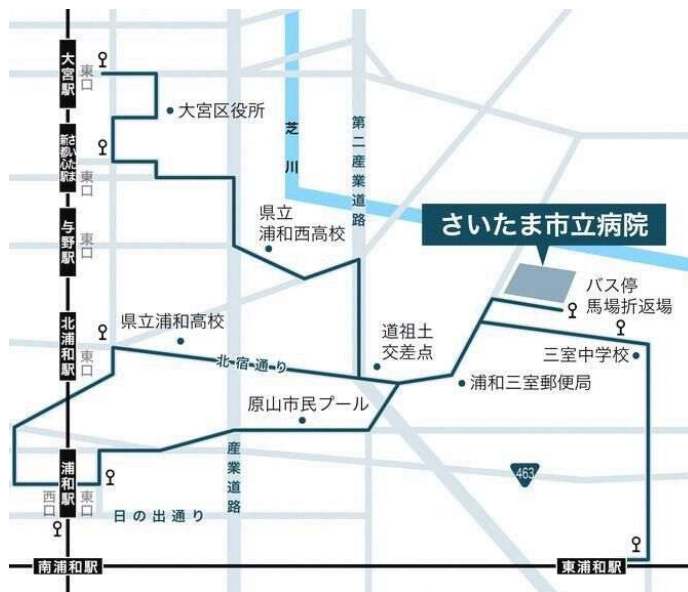 大宮駅
東口
大宮区役所
さいたま
新都心駅
東口
芝川
第二産業道路
県立
浦和西高校
与野駅
東口
さいたま市立病院
バス停
馬場折返場
北浦和駅
東口
県立浦和高校
北宿通り
道祖土
交差点
三室中学校
浦和三室郵便局
原山市民プール
産業道路
463
浦和駅
西口
東口
日の出通り
南浦和駅
東浦和駅